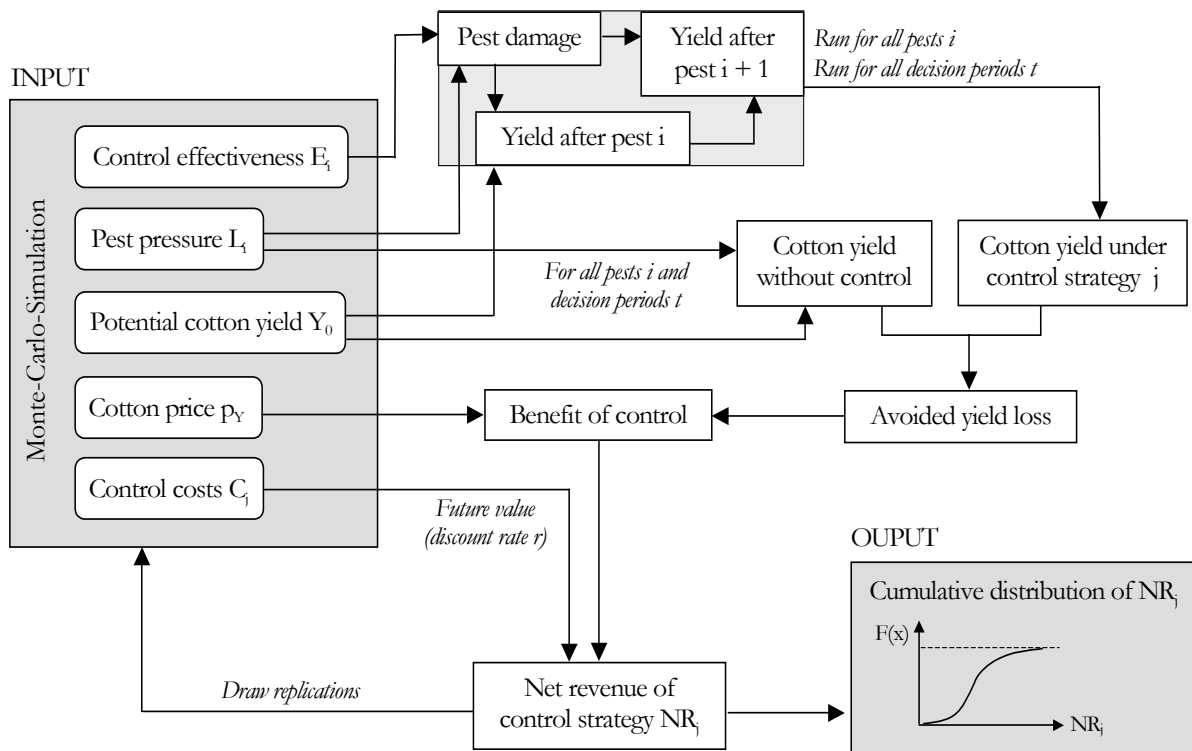 INPUT
Monte-Carlo-Simulation
Control effectiveness Eᵢ
Pest pressure Lᵢ
Potential cotton yield Y₀
Cotton price p_Y
Control costs Cⱼ
Pest damage
Yield after
pest i + 1
Yield after pest i
Run for all pests i
Run for all decision periods t
For all pests i and
decision periods t
Cotton yield
without control
Cotton yield under
control strategy j
Benefit of control
Avoided yield loss
Future value
(discount rate r)
Draw replications
Net revenue of
control strategy NRⱼ
OUPUT
Cumulative distribution of NRⱼ
F(x)
NRⱼ